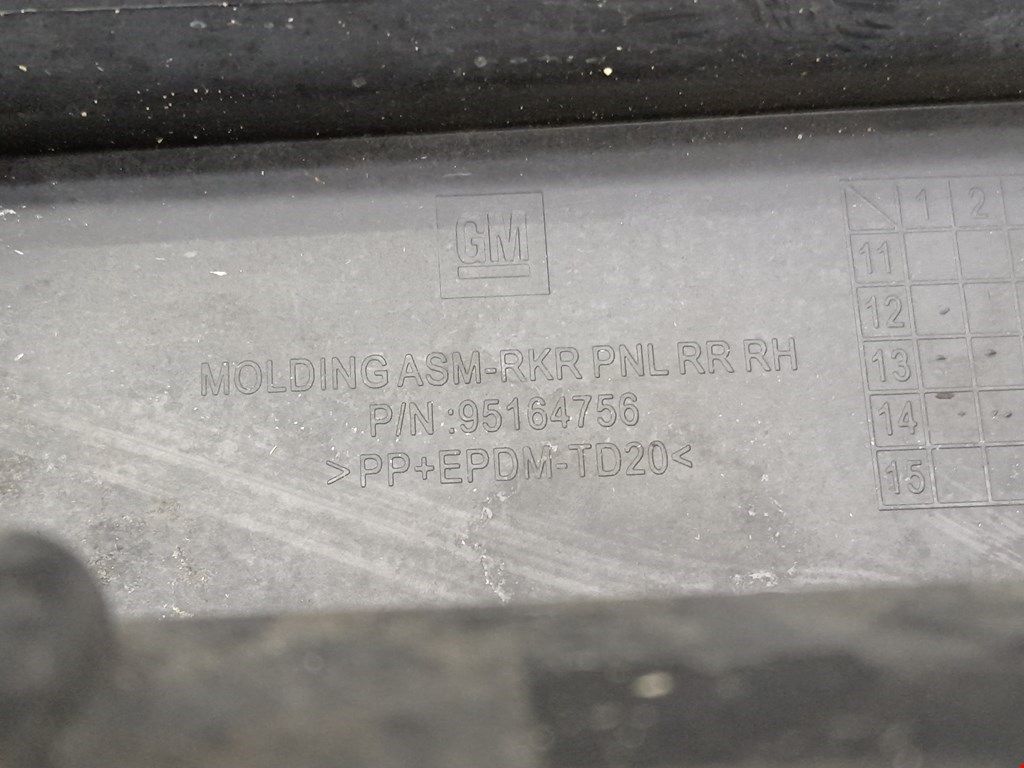 GM
MOLDING ASM-RKR PNL RR RH
P/N :95164756
>PP+EPDM-TD20<
1 2
11
12
13
14
15